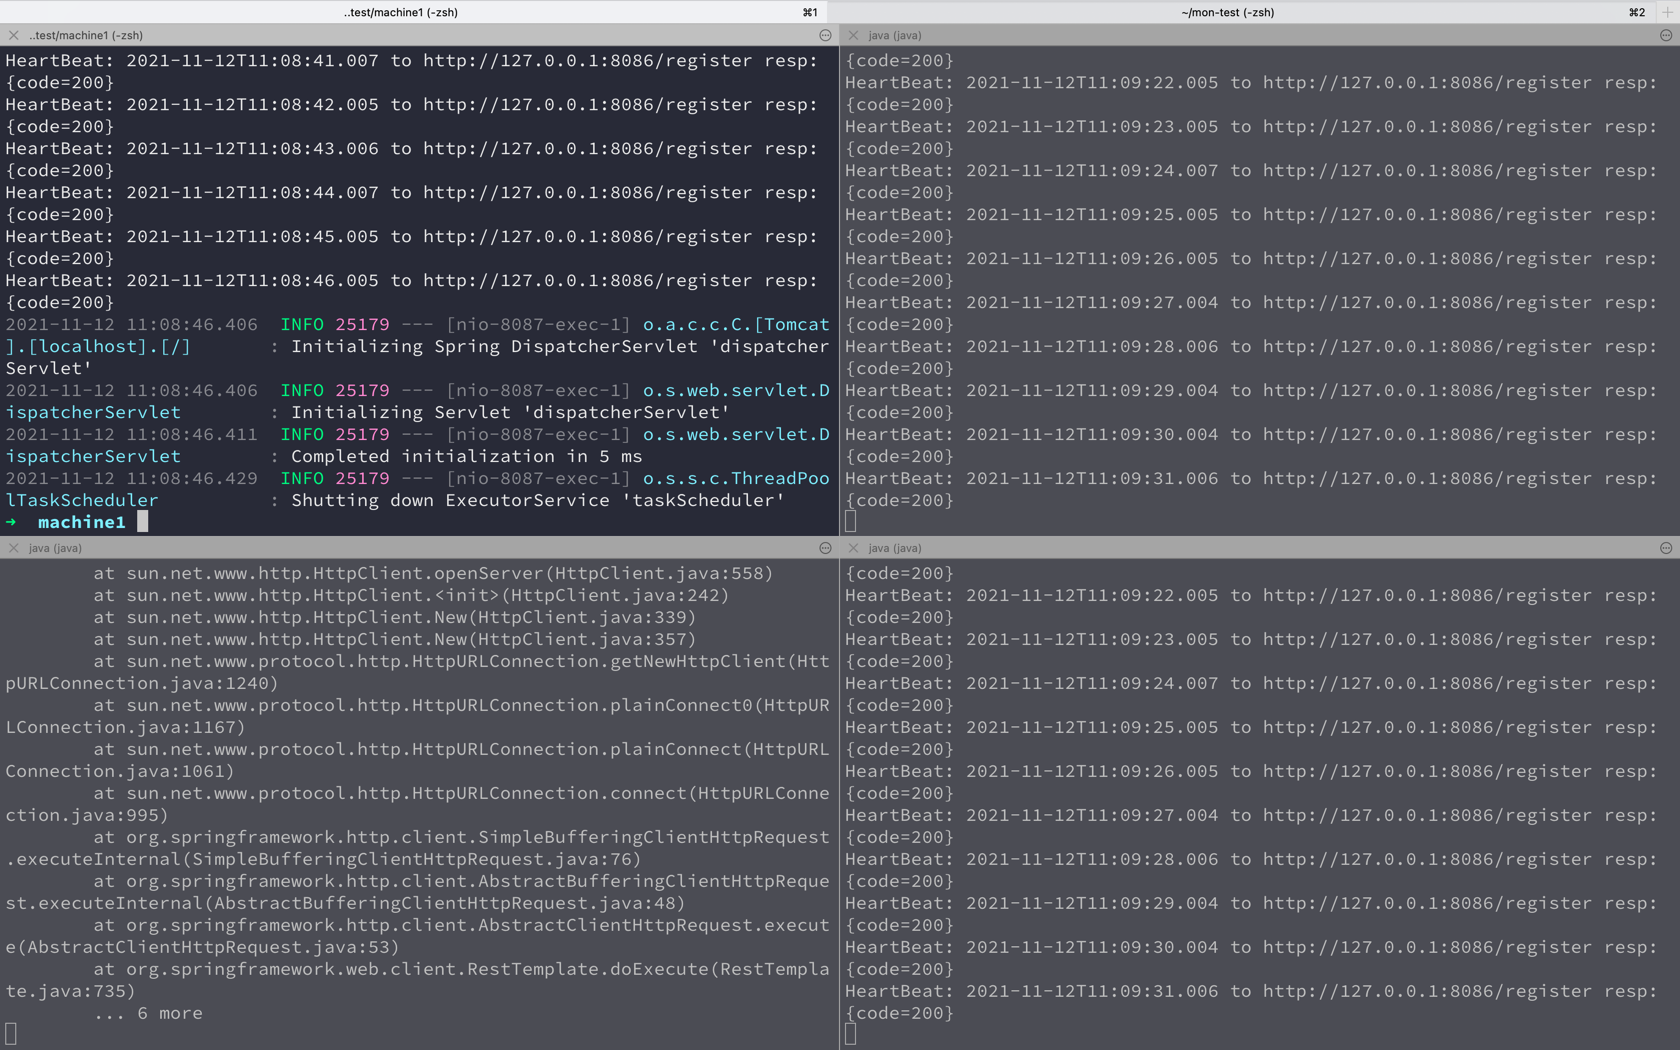 ..test/machine1 (-zsh) ⌘1
~/mon-test (-zsh) ⌘2 +
..test/machine1 (-zsh)
HeartBeat: 2021-11-12T11:08:41.007 to http://127.0.0.1:8086/register resp:
{code=200}
HeartBeat: 2021-11-12T11:08:42.005 to http://127.0.0.1:8086/register resp:
{code=200}
HeartBeat: 2021-11-12T11:08:43.006 to http://127.0.0.1:8086/register resp:
{code=200}
HeartBeat: 2021-11-12T11:08:44.007 to http://127.0.0.1:8086/register resp:
{code=200}
HeartBeat: 2021-11-12T11:08:45.005 to http://127.0.0.1:8086/register resp:
{code=200}
HeartBeat: 2021-11-12T11:08:46.005 to http://127.0.0.1:8086/register resp:
{code=200}
2021-11-12 11:08:46.406  INFO 25179 --- [nio-8087-exec-1] o.a.c.c.C.[Tomcat
].[localhost].[/]       : Initializing Spring DispatcherServlet 'dispatcher
Servlet'
2021-11-12 11:08:46.406  INFO 25179 --- [nio-8087-exec-1] o.s.web.servlet.D
ispatcherServlet        : Initializing Servlet 'dispatcherServlet'
2021-11-12 11:08:46.411  INFO 25179 --- [nio-8087-exec-1] o.s.web.servlet.D
ispatcherServlet        : Completed initialization in 5 ms
2021-11-12 11:08:46.429  INFO 25179 --- [nio-8087-exec-1] o.s.s.c.ThreadPoo
lTaskScheduler          : Shutting down ExecutorService 'taskScheduler'
➜  machine1
java (java)
{code=200}
HeartBeat: 2021-11-12T11:09:22.005 to http://127.0.0.1:8086/register resp:
{code=200}
HeartBeat: 2021-11-12T11:09:23.005 to http://127.0.0.1:8086/register resp:
{code=200}
HeartBeat: 2021-11-12T11:09:24.007 to http://127.0.0.1:8086/register resp:
{code=200}
HeartBeat: 2021-11-12T11:09:25.005 to http://127.0.0.1:8086/register resp:
{code=200}
HeartBeat: 2021-11-12T11:09:26.005 to http://127.0.0.1:8086/register resp:
{code=200}
HeartBeat: 2021-11-12T11:09:27.004 to http://127.0.0.1:8086/register resp:
{code=200}
HeartBeat: 2021-11-12T11:09:28.006 to http://127.0.0.1:8086/register resp:
{code=200}
HeartBeat: 2021-11-12T11:09:29.004 to http://127.0.0.1:8086/register resp:
{code=200}
HeartBeat: 2021-11-12T11:09:30.004 to http://127.0.0.1:8086/register resp:
{code=200}
HeartBeat: 2021-11-12T11:09:31.006 to http://127.0.0.1:8086/register resp:
{code=200}
java (java)
at sun.net.www.http.HttpClient.openServer(HttpClient.java:558)
at sun.net.www.http.HttpClient.<init>(HttpClient.java:242)
at sun.net.www.http.HttpClient.New(HttpClient.java:339)
at sun.net.www.http.HttpClient.New(HttpClient.java:357)
at sun.net.www.protocol.http.HttpURLConnection.getNewHttpClient(Htt
pURLConnection.java:1240)
at sun.net.www.protocol.http.HttpURLConnection.plainConnect0(HttpUR
LConnection.java:1167)
at sun.net.www.protocol.http.HttpURLConnection.plainConnect(HttpURL
Connection.java:1061)
at sun.net.www.protocol.http.HttpURLConnection.connect(HttpURLConne
ction.java:995)
at org.springframework.http.client.SimpleBufferingClientHttpRequest
.executeInternal(SimpleBufferingClientHttpRequest.java:76)
at org.springframework.http.client.AbstractBufferingClientHttpReque
st.executeInternal(AbstractBufferingClientHttpRequest.java:48)
at org.springframework.http.client.AbstractClientHttpRequest.execut
e(AbstractClientHttpRequest.java:53)
at org.springframework.web.client.RestTemplate.doExecute(RestTempla
te.java:735)
... 6 more
java (java)
{code=200}
HeartBeat: 2021-11-12T11:09:22.005 to http://127.0.0.1:8086/register resp:
{code=200}
HeartBeat: 2021-11-12T11:09:23.005 to http://127.0.0.1:8086/register resp:
{code=200}
HeartBeat: 2021-11-12T11:09:24.007 to http://127.0.0.1:8086/register resp:
{code=200}
HeartBeat: 2021-11-12T11:09:25.005 to http://127.0.0.1:8086/register resp:
{code=200}
HeartBeat: 2021-11-12T11:09:26.005 to http://127.0.0.1:8086/register resp:
{code=200}
HeartBeat: 2021-11-12T11:09:27.004 to http://127.0.0.1:8086/register resp:
{code=200}
HeartBeat: 2021-11-12T11:09:28.006 to http://127.0.0.1:8086/register resp:
{code=200}
HeartBeat: 2021-11-12T11:09:29.004 to http://127.0.0.1:8086/register resp:
{code=200}
HeartBeat: 2021-11-12T11:09:30.004 to http://127.0.0.1:8086/register resp:
{code=200}
HeartBeat: 2021-11-12T11:09:31.006 to http://127.0.0.1:8086/register resp:
{code=200}